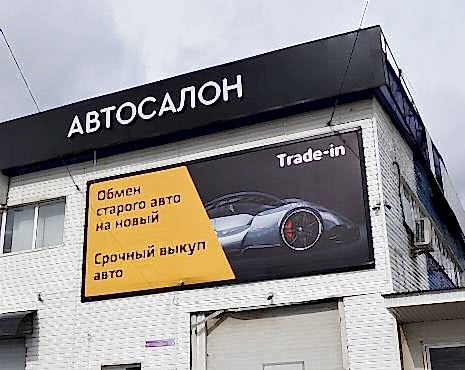 АВТОСАЛОН
Trade-in
Обмен
старого авто
на новый
Срочный выкуп
авто